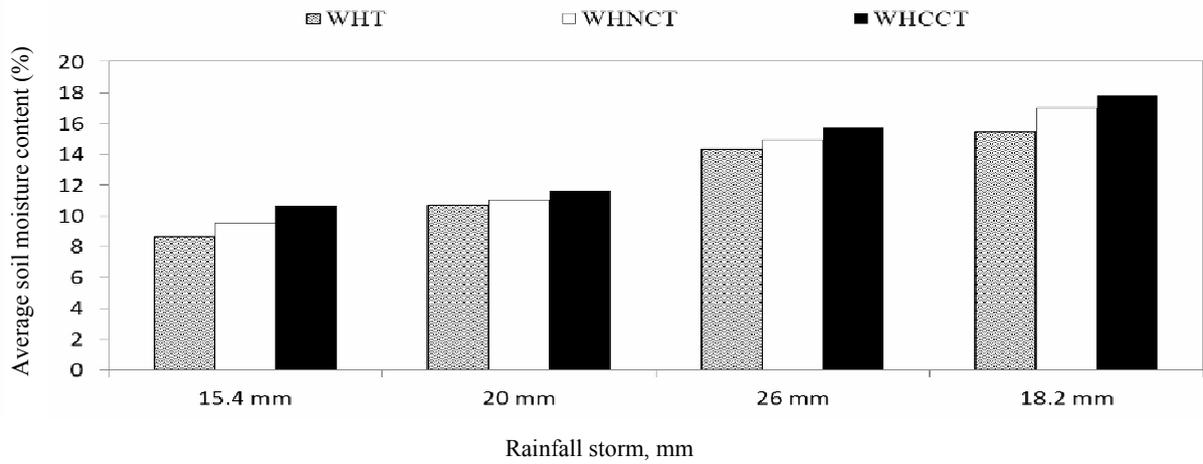 WHT WHNCT WHCCT
Average soil moisture content (%)
20
18
16
14
12
10
8
6
4
2
0
15.4 mm 20 mm 26 mm 18.2 mm
Rainfall storm, mm